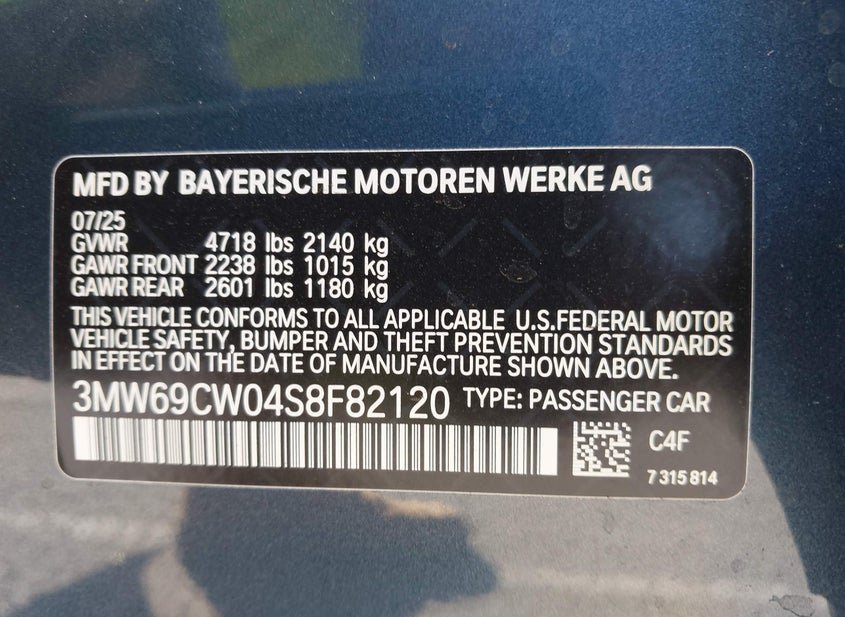 MFD BY BAYERISCHE MOTOREN WERKE AG
07/25
GVWR 4718 lbs 2140 kg
GAWR FRONT 2238 lbs 1015 kg
GAWR REAR 2601 lbs 1180 kg
THIS VEHICLE CONFORMS TO ALL APPLICABLE U.S.FEDERAL MOTOR
VEHICLE SAFETY, BUMPER AND THEFT PREVENTION STANDARDS
IN EFFECT ON THE DATE OF MANUFACTURE SHOWN ABOVE.
3MW69CW04S8F82120 TYPE: PASSENGER CAR
C4F
7 315 814